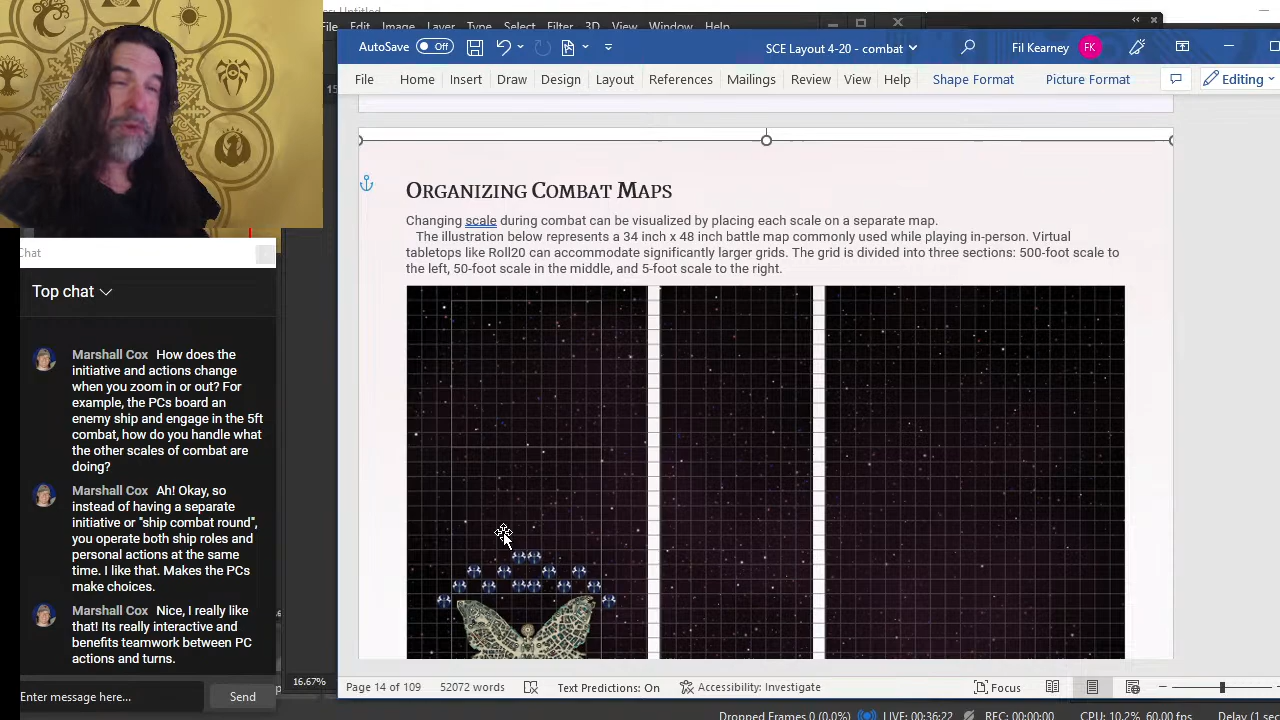 : Untitled
File Edit Image Layer Type Select Filter 3D View Window Help
AutoSave Off
SCE Layout 4-20 - combat
Fil Kearney FK
File Home Insert Draw Design Layout References Mailings Review View Help Shape Format Picture Format
Editing
15
ORGANIZING COMBAT MAPS
Changing scale during combat can be visualized by placing each scale on a separate map.
The illustration below represents a 34 inch x 48 inch battle map commonly used while playing in-person. Virtual
tabletops like Roll20 can accommodate significantly larger grids. The grid is divided into three sections: 500-foot scale to
the left, 50-foot scale in the middle, and 5-foot scale to the right.
Chat
Top chat
Marshall Cox How does the
initiative and actions change
when you zoom in or out? For
example, the PCs board an
enemy ship and engage in the 5ft
combat, how do you handle what
the other scales of combat are
doing?
Marshall Cox Ah! Okay, so
instead of having a separate
initiative or "ship combat round",
you operate both ship roles and
personal actions at the same
time. I like that. Makes the PCs
make choices.
Marshall Cox Nice, I really like
that! Its really interactive and
benefits teamwork between PC
actions and turns.
Enter message here...
Send
16.67%
Page 14 of 109 52072 words Text Predictions: On Accessibility: Investigate
Focus
Dropped Frames 0 (0.0%) LIVE: 00:36:22 REC: 00:00:00 CPU: 10.2%, 60.00 fps Delay (1 sec